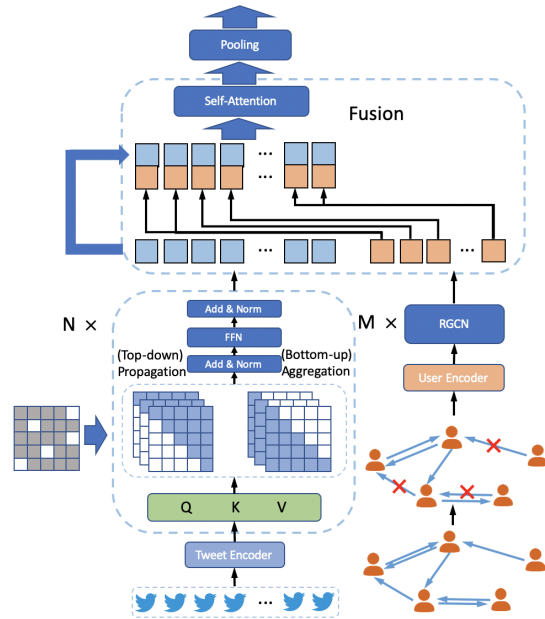 Pooling
Self-Attention
Fusion
...
...
... ...
N ×
Add & Norm
FFN
Add & Norm
(Top-down)
Propagation
(Bottom-up)
Aggregation
M ×
RGCN
User Encoder
Q K V
Tweet Encoder
...